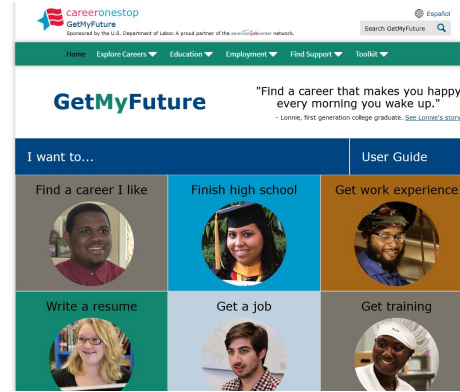 careeronestop
GetMyFuture
Sponsored by the U.S. Department of Labor. A proud partner of the americanjobcenter network.
Español
Search GetMyFuture
Home Explore Careers Education Employment Find Support Toolkit
GetMyFuture
"Find a career that makes you happy
every morning you wake up."
- Lonnie, first generation college graduate. See Lonnie's story
I want to...
User Guide
Find a career I like
Finish high school
Get work experience
Write a resume
Get a job
Get training